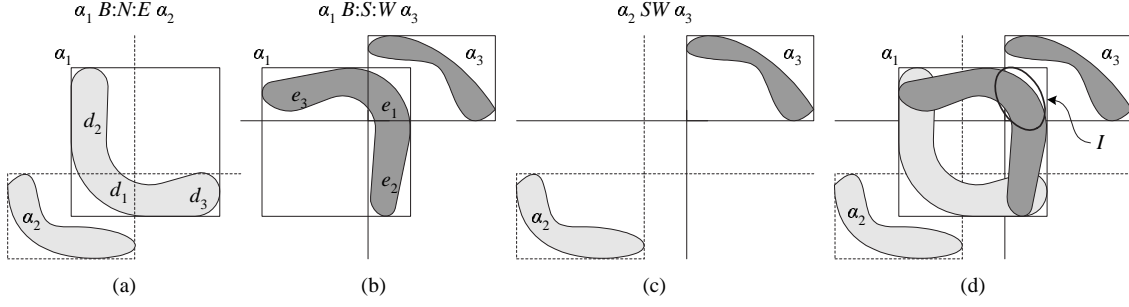 α₁ B:N:E α₂
α₁ B:S:W α₃
α₂ SW α₃
α₁
d₂
d₁
d₃
α₂
(a)
α₁
α₃
e₃
e₁
e₂
(b)
α₃
α₂
(c)
α₁
α₃
I
α₂
(d)